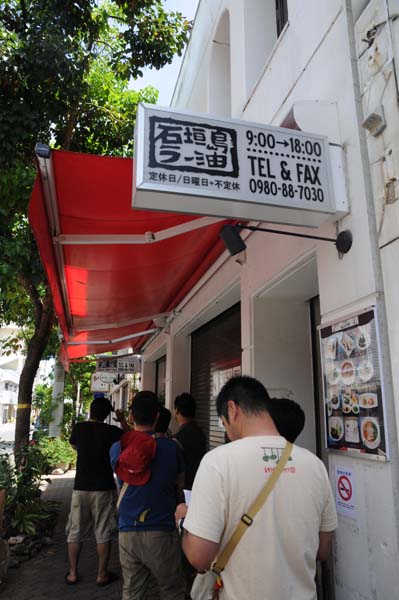 石垣島
ラー油
定休日/日曜日+不定休
9:00→18:00
TEL & FAX
0980-88-7030